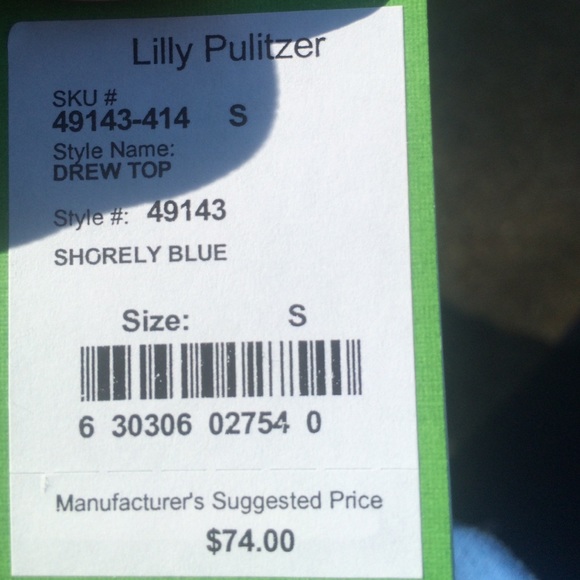 Lilly Pulitzer
SKU #
49143-414 S
Style Name:
DREW TOP
Style #: 49143
SHORELY BLUE
Size: S
6 30306 02754 0
Manufacturer's Suggested Price
$74.00